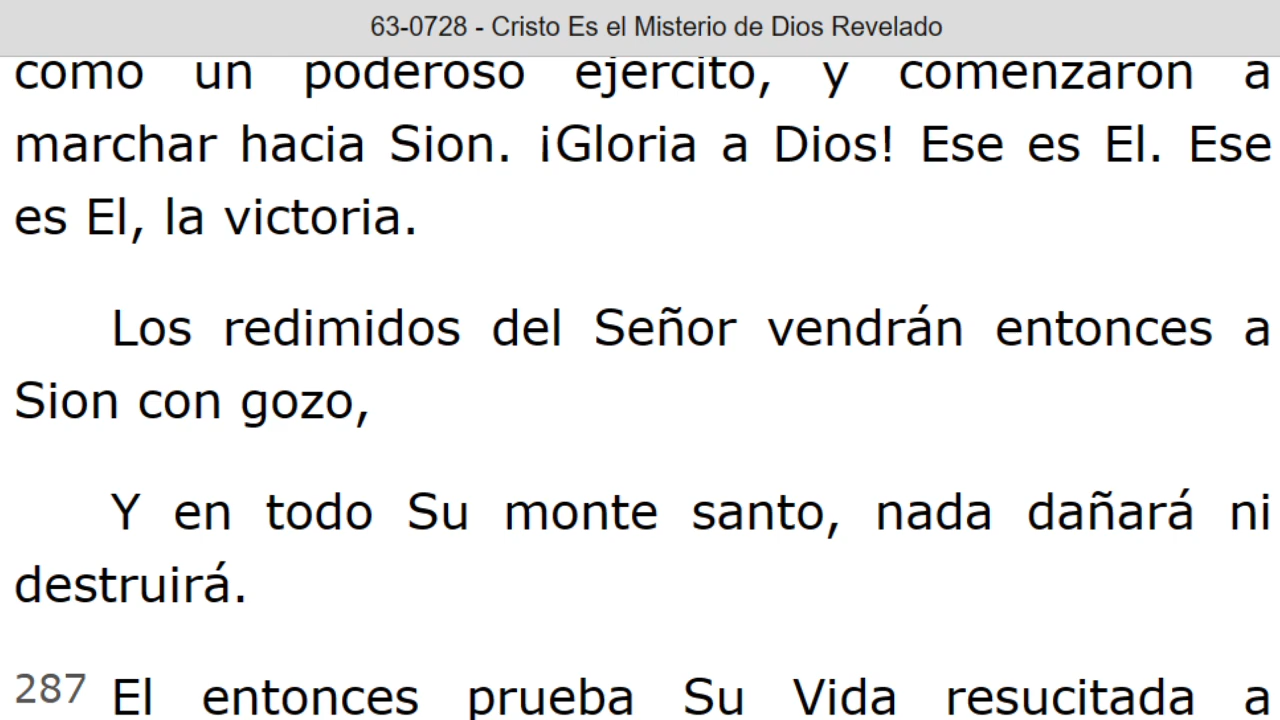 63-0728 - Cristo Es el Misterio de Dios Revelado
como un poderoso ejército, y comenzaron a
marchar hacia Sion. ¡Gloria a Dios! Ese es El. Ese
es El, la victoria.
Los redimidos del Señor vendrán entonces a
Sion con gozo,
Y en todo Su monte santo, nada dañará ni
destruirá.
287 El entonces prueba Su Vida resucitada a